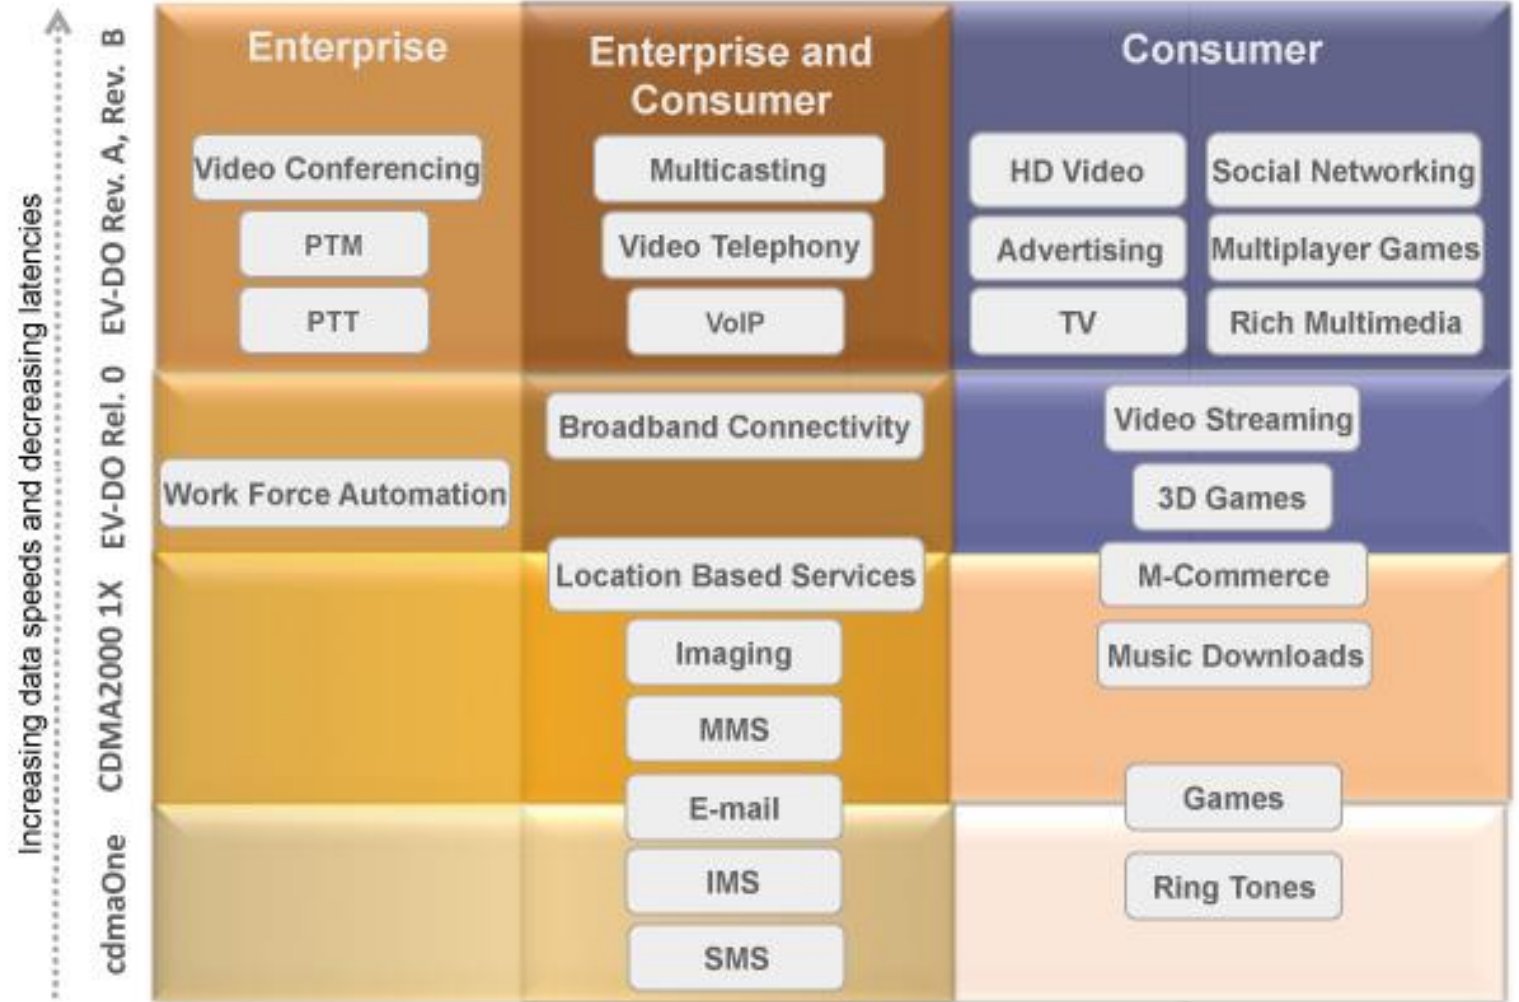 Increasing data speeds and decreasing latencies
EV-DO Rev. A, Rev. B
EV-DO Rel. 0
CDMA2000 1X
cdmaOne
Enterprise
Video Conferencing
PTM
PTT
Work Force Automation
Enterprise and
Consumer
Multicasting
Video Telephony
VoIP
Broadband Connectivity
Location Based Services
Imaging
MMS
E-mail
IMS
SMS
Consumer
HD Video
Social Networking
Advertising
Multiplayer Games
TV
Rich Multimedia
Video Streaming
3D Games
M-Commerce
Music Downloads
Games
Ring Tones